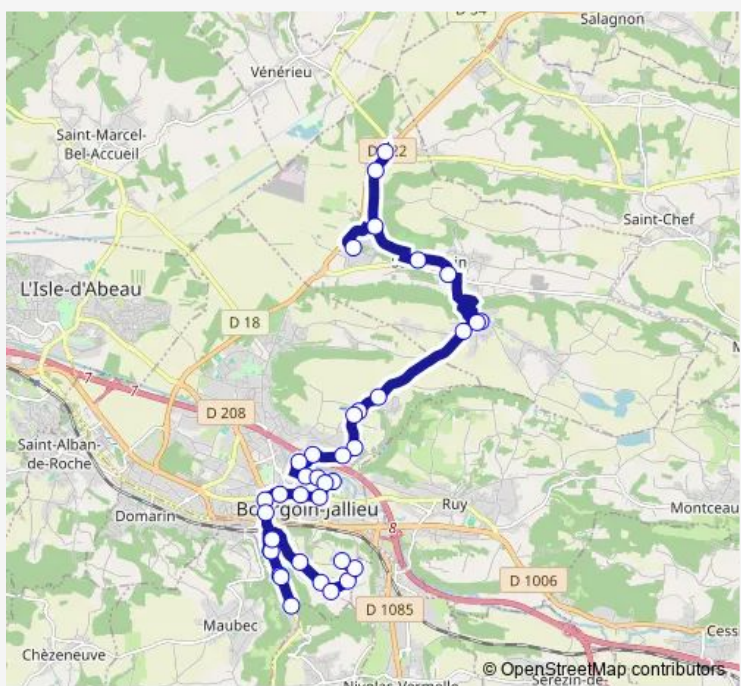 Salagnon
Vénérieu
Saint-Marcel-
Bel-Accueil
Saint-Chef
L'Isle-d'Abeau
D 18
7
7
D 208
Saint-Alban-
de-Roche
Bourgoin-Jallieu
Ruy
Montceau
Domarin
8
D 1006
D 1085
Maubec
Cess
Chèzeneuve
© OpenStreetMap contributors